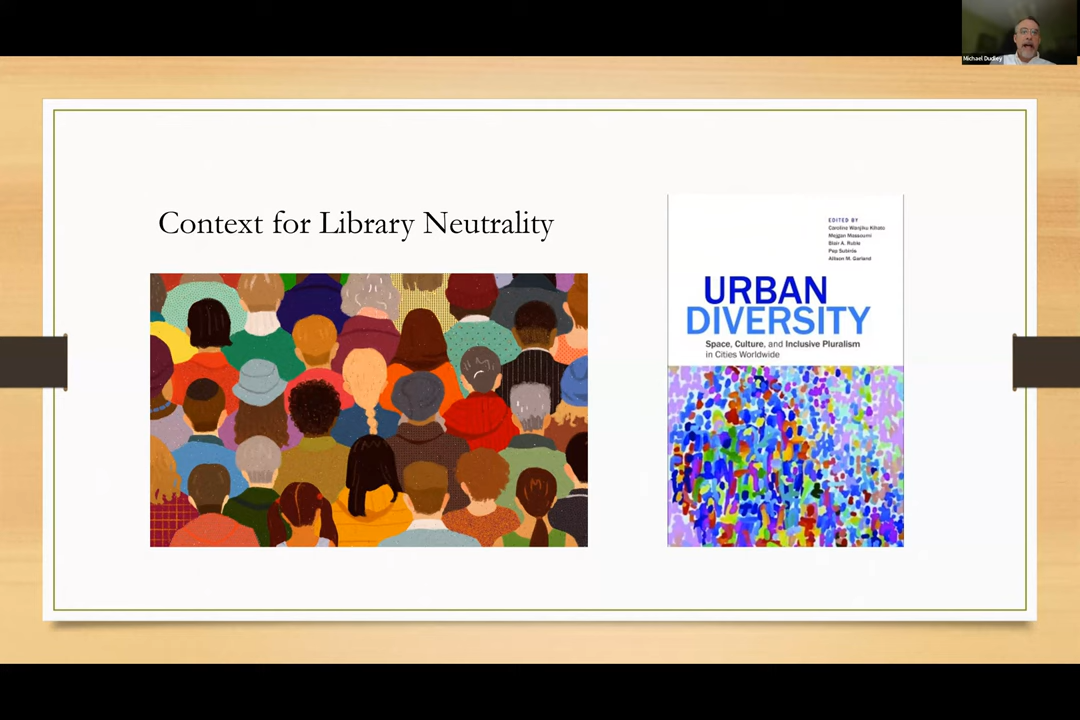 Michael Dudley
Context for Library Neutrality
EDITED BY
Caroline Wanjiku Kihato
Mejgan Massoumi
Blair A. Ruble
Pep Subirós
Allison M. Garland
URBAN
DIVERSITY
Space, Culture, and Inclusive Pluralism
in Cities Worldwide